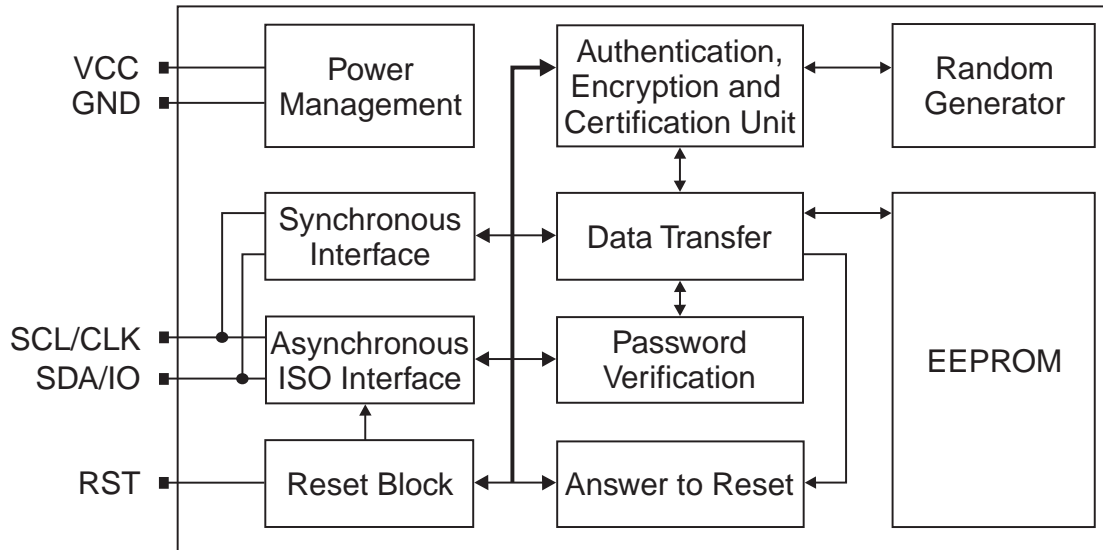 VCC
GND
Power
Management
Authentication,
Encryption and
Certification Unit
Random
Generator
Synchronous
Interface
Data Transfer
SCL/CLK
SDA/IO
Asynchronous
ISO Interface
Password
Verification
EEPROM
RST
Reset Block
Answer to Reset